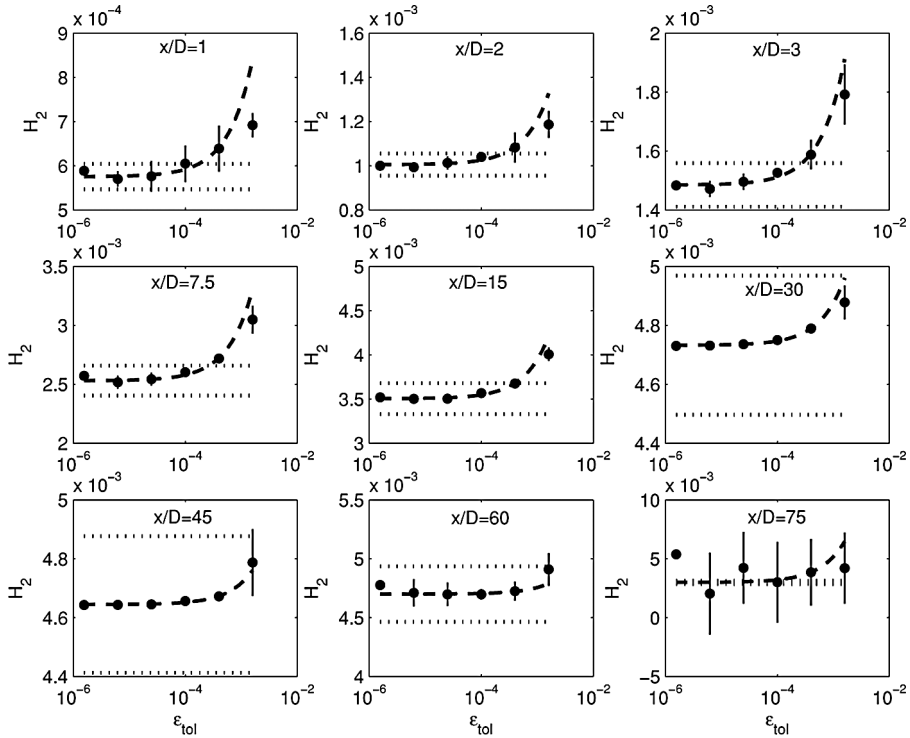 x 10⁻⁴
x/D=1
9
8
7
6
5
H₂
10⁻⁶
10⁻⁴
10⁻²
x 10⁻³
x/D=2
1.6
1.4
1.2
1
0.8
H₂
10⁻⁶
10⁻⁴
10⁻²
x 10⁻³
x/D=3
2
1.8
1.6
1.4
H₂
10⁻⁶
10⁻⁴
10⁻²
x 10⁻³
x/D=7.5
3.5
3
2.5
2
H₂
10⁻⁶
10⁻⁴
10⁻²
x 10⁻³
x/D=15
5
4.5
4
3.5
3
H₂
10⁻⁶
10⁻⁴
10⁻²
x 10⁻³
x/D=30
5
4.8
4.6
4.4
H₂
10⁻⁶
10⁻⁴
10⁻²
x 10⁻³
x/D=45
5
4.8
4.6
4.4
H₂
10⁻⁶
10⁻⁴
10⁻²
ε_tol
x 10⁻³
x/D=60
5.5
5
4.5
4
H₂
10⁻⁶
10⁻⁴
10⁻²
ε_tol
x 10⁻³
x/D=75
10
5
0
−5
H₂
10⁻⁶
10⁻⁴
10⁻²
ε_tol